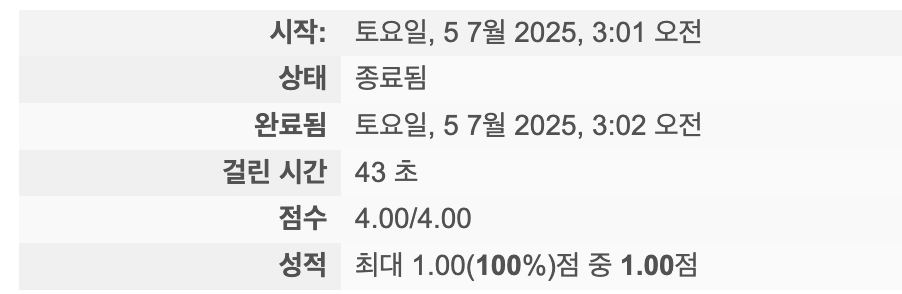 시작: 토요일, 5 7월 2025, 3:01 오전
상태 종료됨
완료됨 토요일, 5 7월 2025, 3:02 오전
걸린 시간 43 초
점수 4.00/4.00
성적 최대 1.00(100%)점 중 1.00점